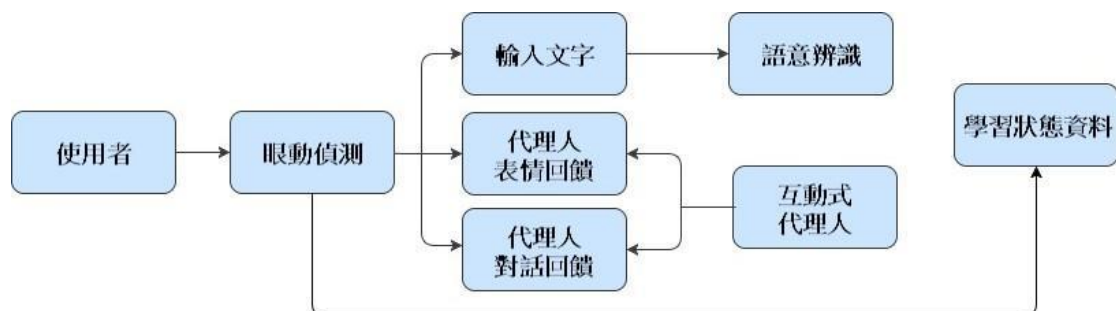 輸入文字
語意辨識
使用者
眼動偵測
代理人
表情回饋
學習狀態資料
互動式
代理人
代理人
對話回饋